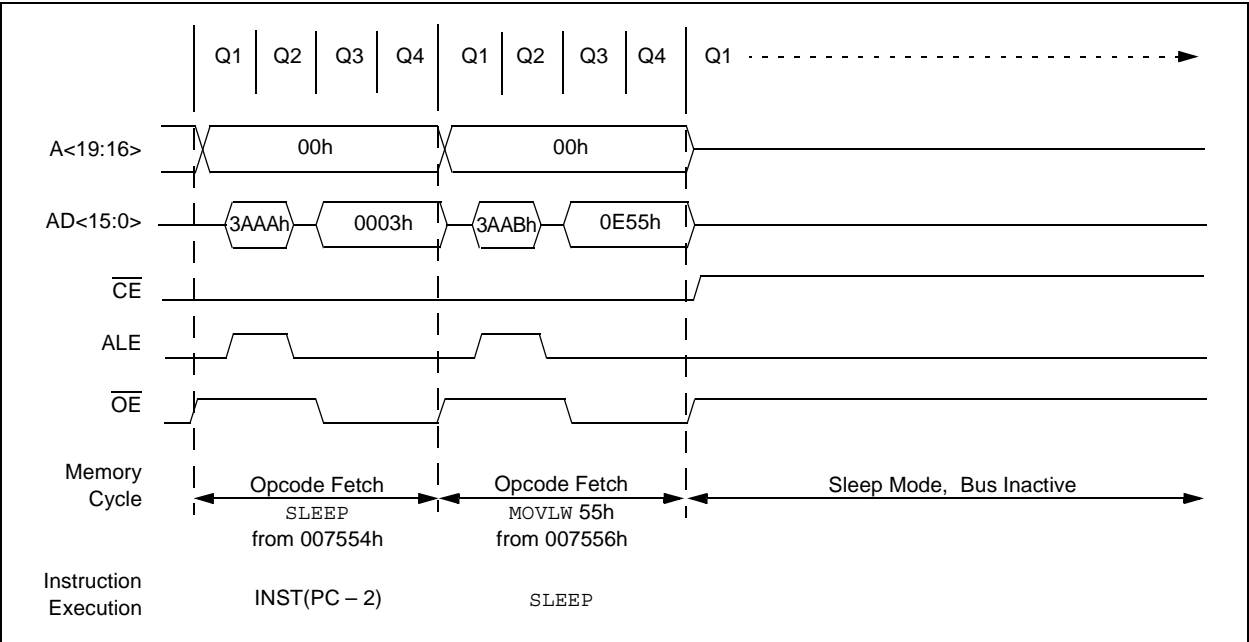 Q1 Q2 Q3 Q4 Q1 Q2 Q3 Q4 Q1
A<19:16> 00h 00h
AD<15:0> 3AAAh 0003h 3AABh 0E55h
CE
ALE
OE
Memory
Cycle
Opcode Fetch
SLEEP
from 007554h
Opcode Fetch
MOVLW 55h
from 007556h
Sleep Mode, Bus Inactive
Instruction
Execution
INST(PC – 2)
SLEEP